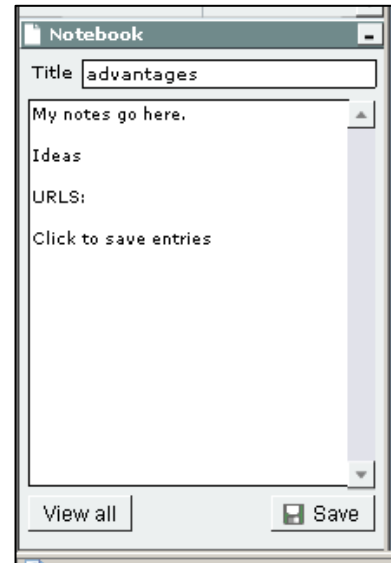 Notebook
Title advantages
My notes go here.
Ideas
URLS:
Click to save entries
View all Save